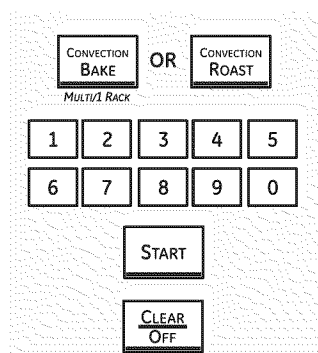 CONVECTION CONVECTION
BAKE OR ROAST
MULTI/1 RACK
1 2 3 4 5
6 7 8 9 0
START
CLEAR
OFF